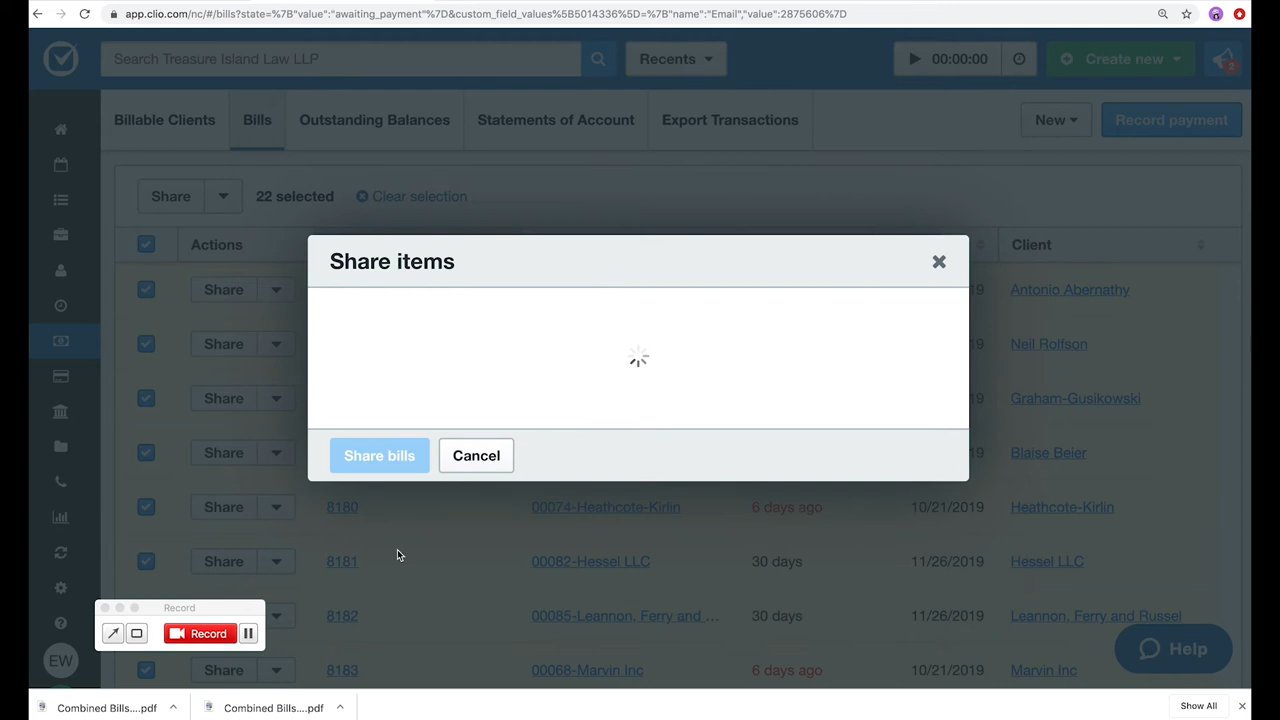 app.clio.com/nc/#/bills?state=%7B"value":"awaiting_payment"%7D&custom_field_values%5B5014336%5D=%7B"name":"Email","value":2875606%7D
Search Treasure Island Law LLP
Recents
00:00:00
Create new
2
Billable Clients
Bills
Outstanding Balances
Statements of Account
Export Transactions
New
Record payment
Share
22 selected
Clear selection
Actions
Client
Share items
Share
19
Antonio Abernathy
Share
Neil Rolfson
Share
Graham-Gusikowski
Share
Blaise Beier
Share bills
Cancel
Share
8180
00074-Heathcote-Kirlin
6 days ago
10/21/2019
Heathcote-Kirlin
Share
8181
00082-Hessel LLC
30 days
11/26/2019
Hessel LLC
8182
00085-Leannon, Ferry and ...
30 days
11/26/2019
Leannon, Ferry and Russel
Record
Record
Share
8183
00068-Marvin Inc
6 days ago
10/21/2019
Marvin Inc
Help
EW
Combined Bills....pdf
Combined Bills....pdf
Show All